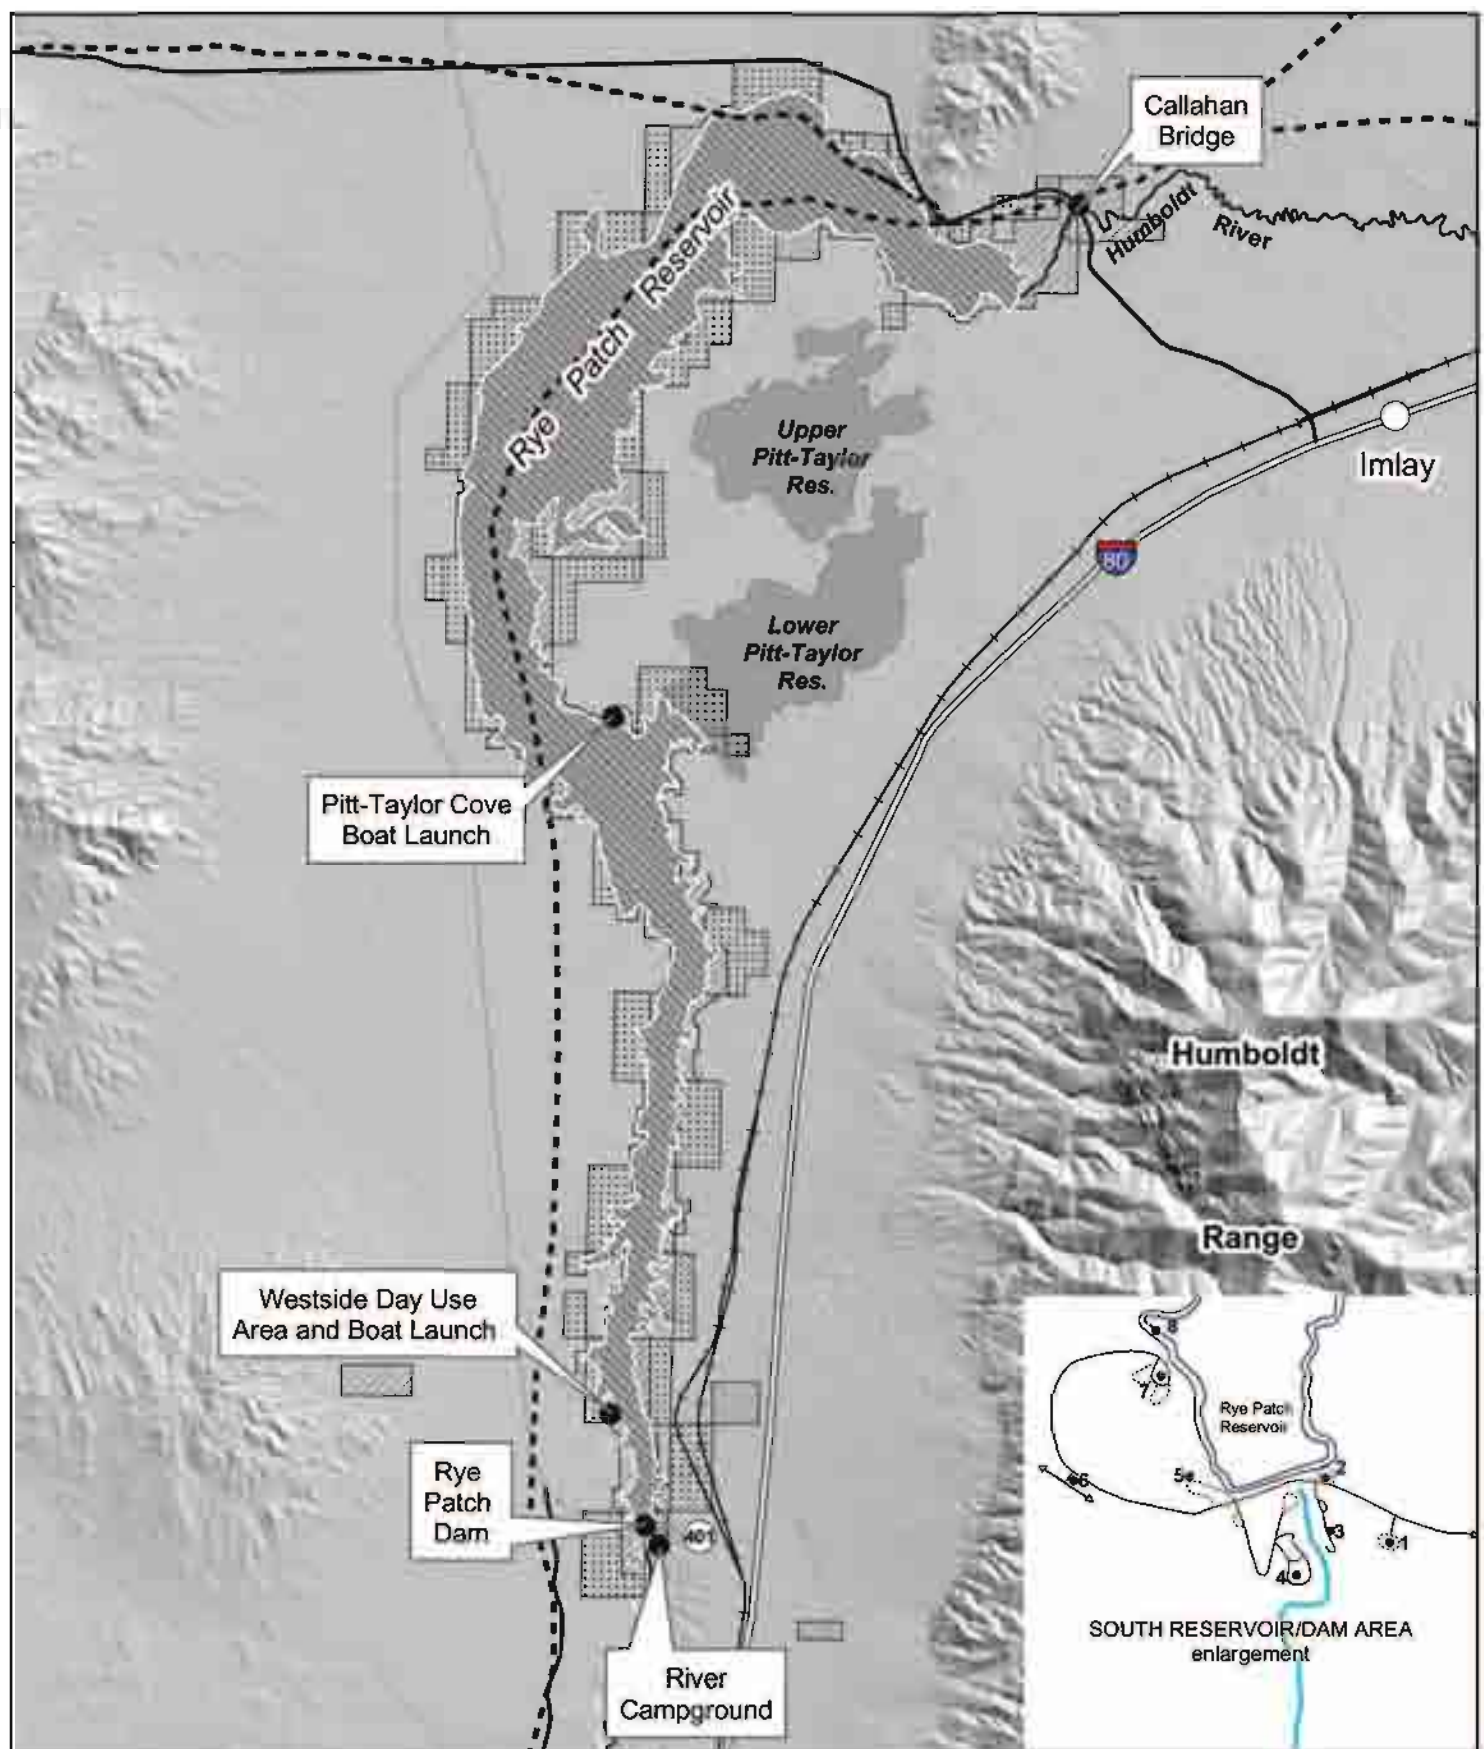 Callahan
Bridge
Humboldt
River
Rye Patch Reservoir
Upper
Pitt-Taylor
Res.
Imlay
80
Lower
Pitt-Taylor
Res.
Pitt-Taylor Cove
Boat Launch
Humboldt
Range
Westside Day Use
Area and Boat Launch
Rye
Patch
Dam
401
River
Campground
8
7
Rye Patch
Reservoir
5
6
2
3
1
4
SOUTH RESERVOIR/DAM AREA
enlargement